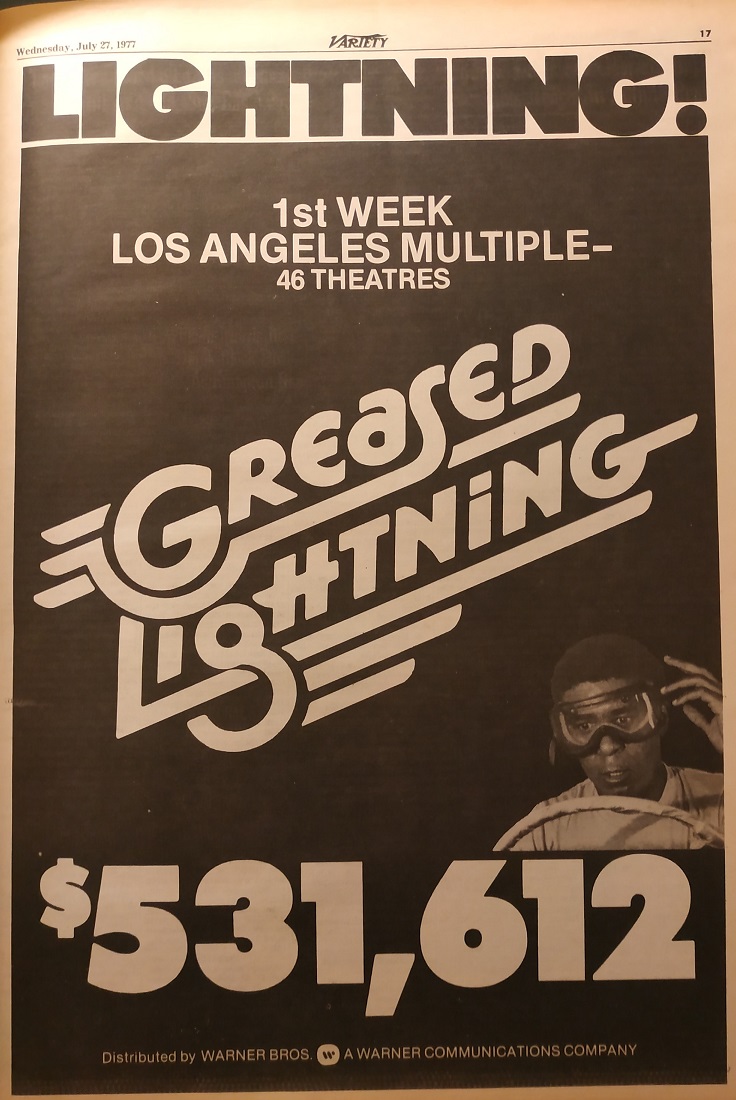 Wednesday, July 27, 1977
VARIETY
17
LIGHTNING!
1st WEEK
LOS ANGELES MULTIPLE–
46 THEATRES
GREASED
LIGHTNING
$531,612
Distributed by WARNER BROS. W A WARNER COMMUNICATIONS COMPANY